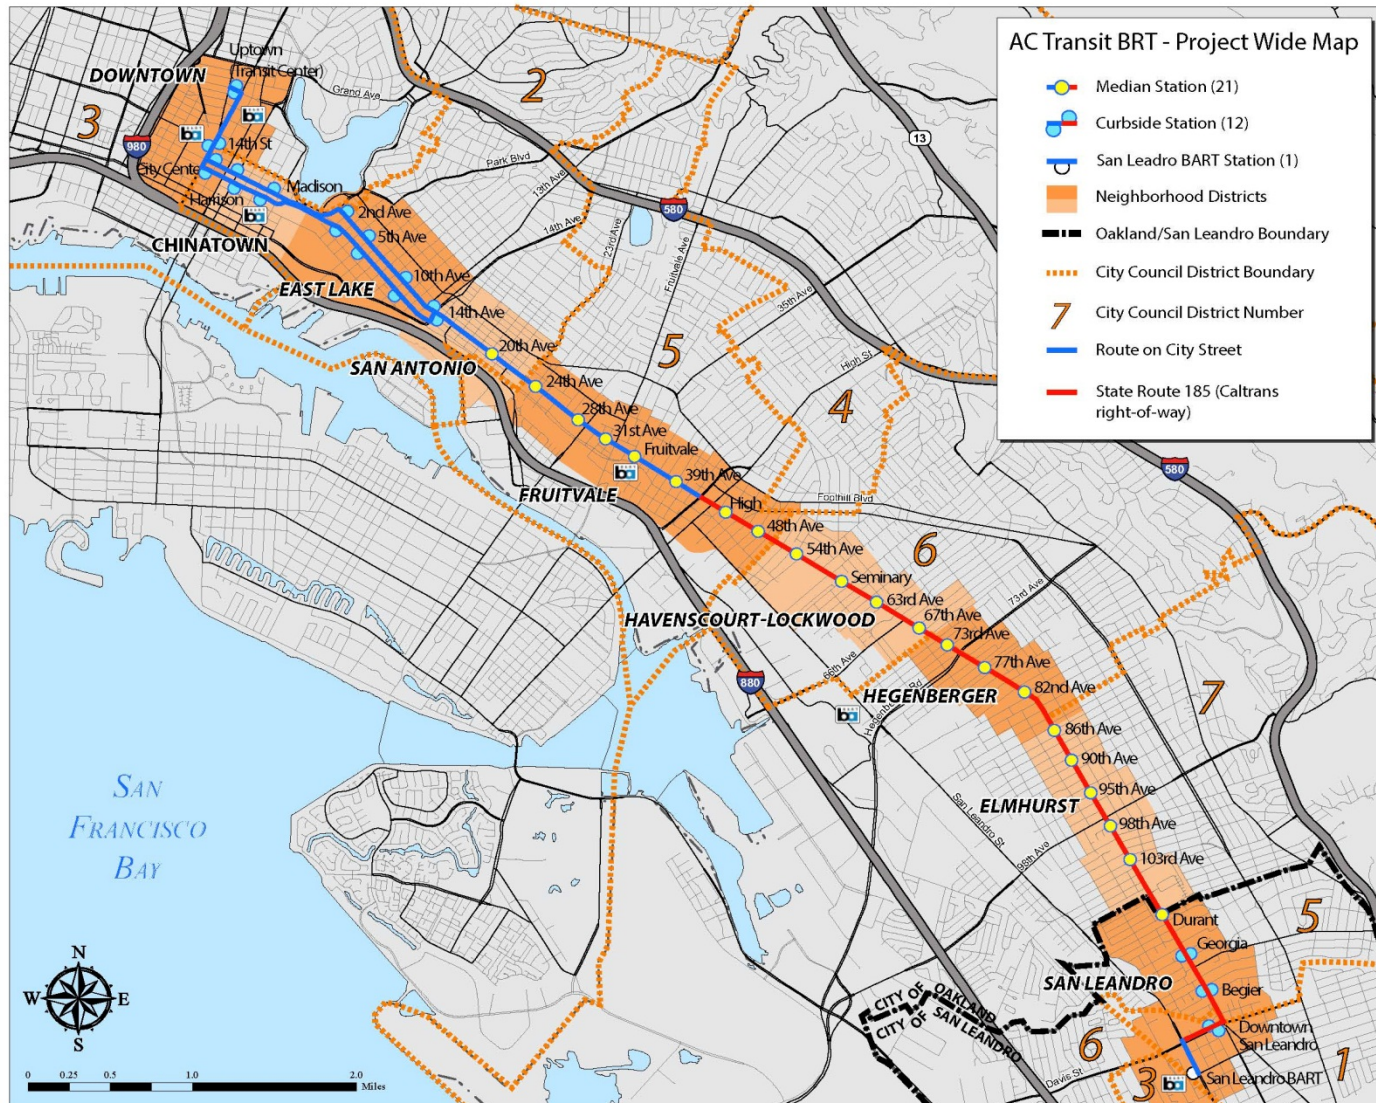 AC Transit BRT - Project Wide Map
Median Station (21)
Curbside Station (12)
San Leadro BART Station (1)
Neighborhood Districts
Oakland/San Leandro Boundary
City Council District Boundary
7
City Council District Number
Route on City Street
State Route 185 (Caltrans
right-of-way)
Uptown
(Transit Center)
DOWNTOWN
Grand Ave
2
3
980
13
14th St
City Center
Madison
Harrison
Park Blvd
13th Ave
580
2nd Ave
5th Ave
14th Ave
23rd Ave
Fruitvale Ave
CHINATOWN
10th Ave
EAST LAKE
35th Ave
14th Ave
20th Ave
5
High St
SAN ANTONIO
24th Ave
4
28th Ave
31st Ave
Fruitvale
39th Ave
580
FRUITVALE
Foothill Blvd
High
48th Ave
54th Ave
6
Seminary
63rd Ave
73rd Ave
HAVENSCOURT-LOCKWOOD
67th Ave
73rd Ave
66th Ave
77th Ave
880
HEGENBERGER
82nd Ave
7
Hegenberger Rd
86th Ave
90th Ave
SAN
FRANCISCO
BAY
San Leandro St
ELMHURST
95th Ave
98th Ave
98th Ave
103rd Ave
Durant
5
Georgia
SAN LEANDRO
Begier
CITY OF OAKLAND
CITY OF SAN LEANDRO
Downtown
San Leandro
6
1
Davis St
3
San Leandro BART
N
W
E
S
0 0.25 0.5 1.0 2.0
Miles